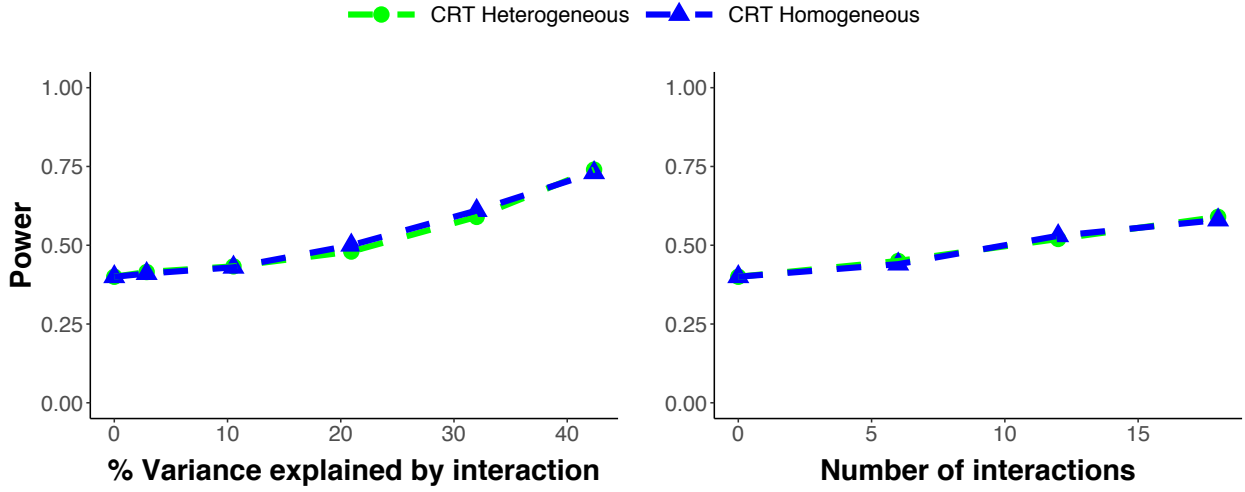 CRT Heterogeneous CRT Homogeneous
Power
1.00
0.75
0.50
0.25
0.00
0 10 20 30 40
% Variance explained by interaction
1.00
0.75
0.50
0.25
0.00
0 5 10 15
Number of interactions